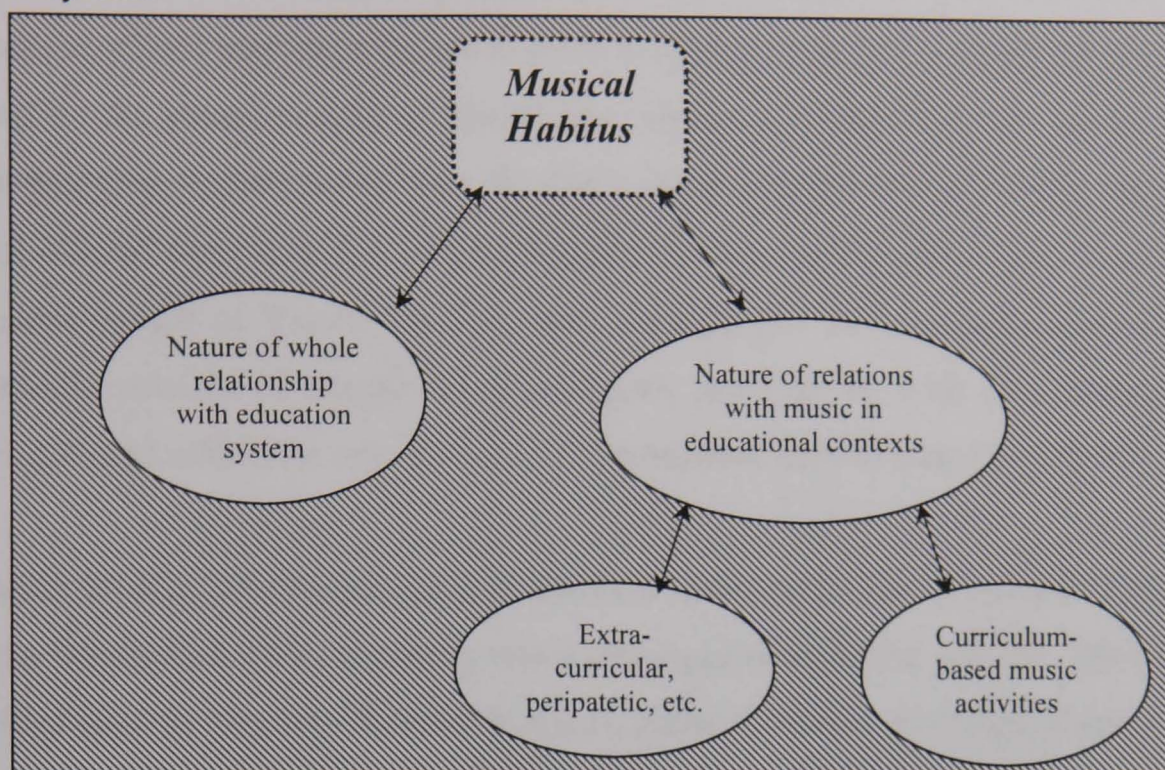 Musical
Habitus
Nature of whole
relationship
with education
system
Nature of relations
with music in
educational contexts
Extra-
curricular,
peripatetic, etc.
Curriculum-
based music
activities